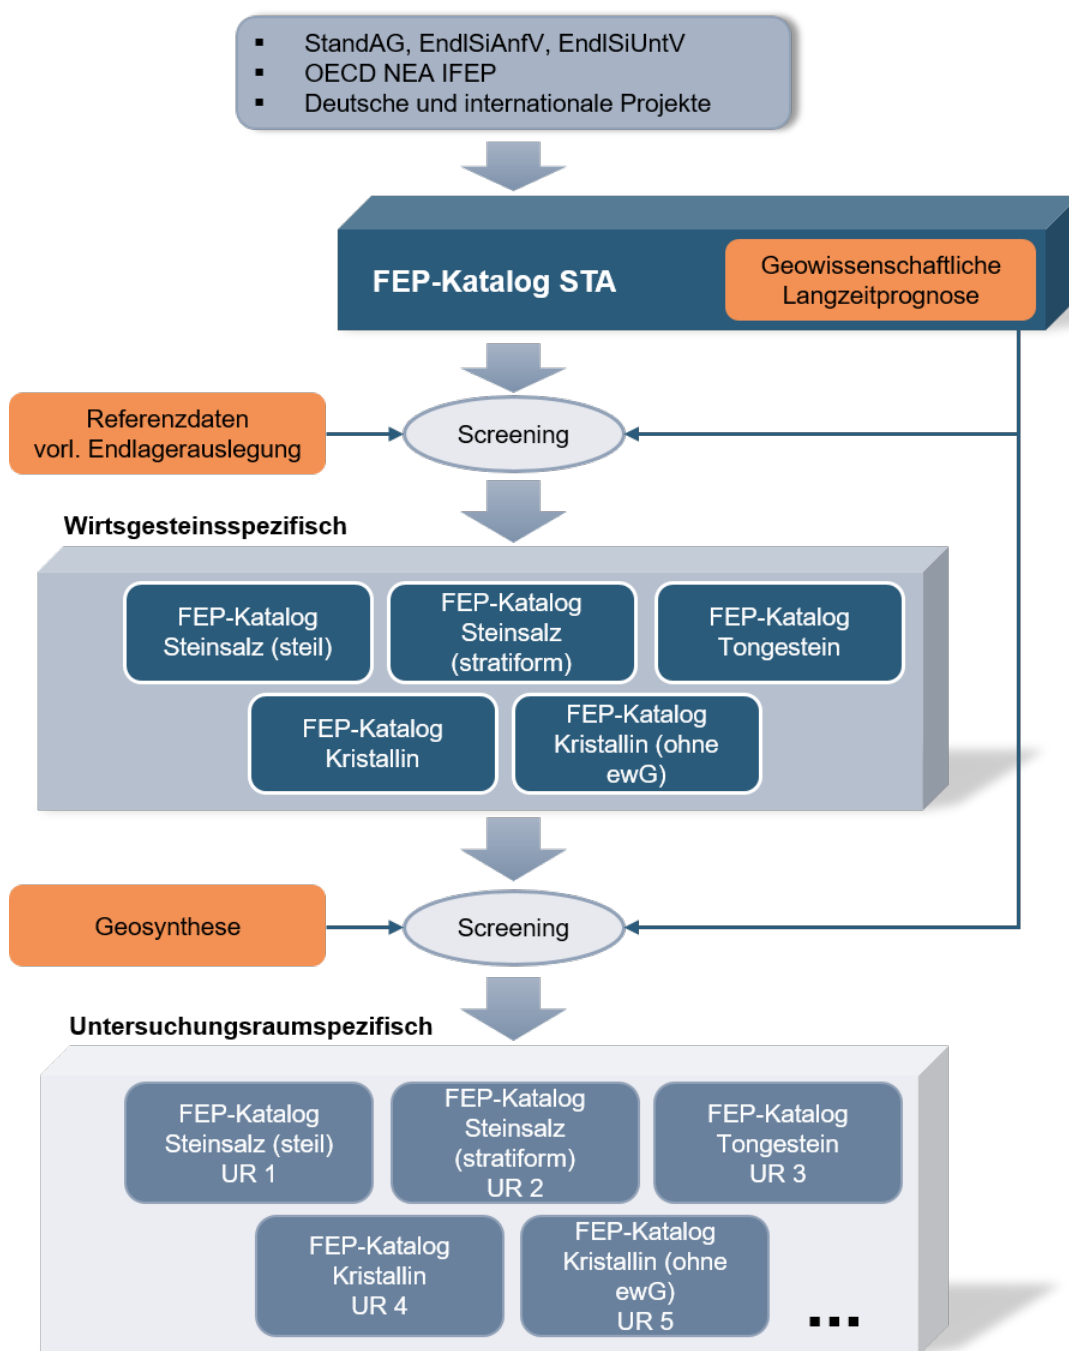 ▪ StandAG, EndlSiAnfV, EndlSiUntV
▪ OECD NEA IFEP
▪ Deutsche und internationale Projekte
FEP-Katalog STA
Geowissenschaftliche
Langzeitprognose
Referenzdaten
vorl. Endlagerauslegung
Screening
Wirtsgesteinsspezifisch
FEP-Katalog
Steinsalz (steil)
FEP-Katalog
Steinsalz
(stratiform)
FEP-Katalog
Tongestein
FEP-Katalog
Kristallin
FEP-Katalog
Kristallin (ohne
ewG)
Geosynthese
Screening
Untersuchungsraumspezifisch
FEP-Katalog
Steinsalz (steil)
UR 1
FEP-Katalog
Steinsalz
(stratiform)
UR 2
FEP-Katalog
Tongestein
UR 3
FEP-Katalog
Kristallin
UR 4
FEP-Katalog
Kristallin (ohne
ewG)
UR 5
...